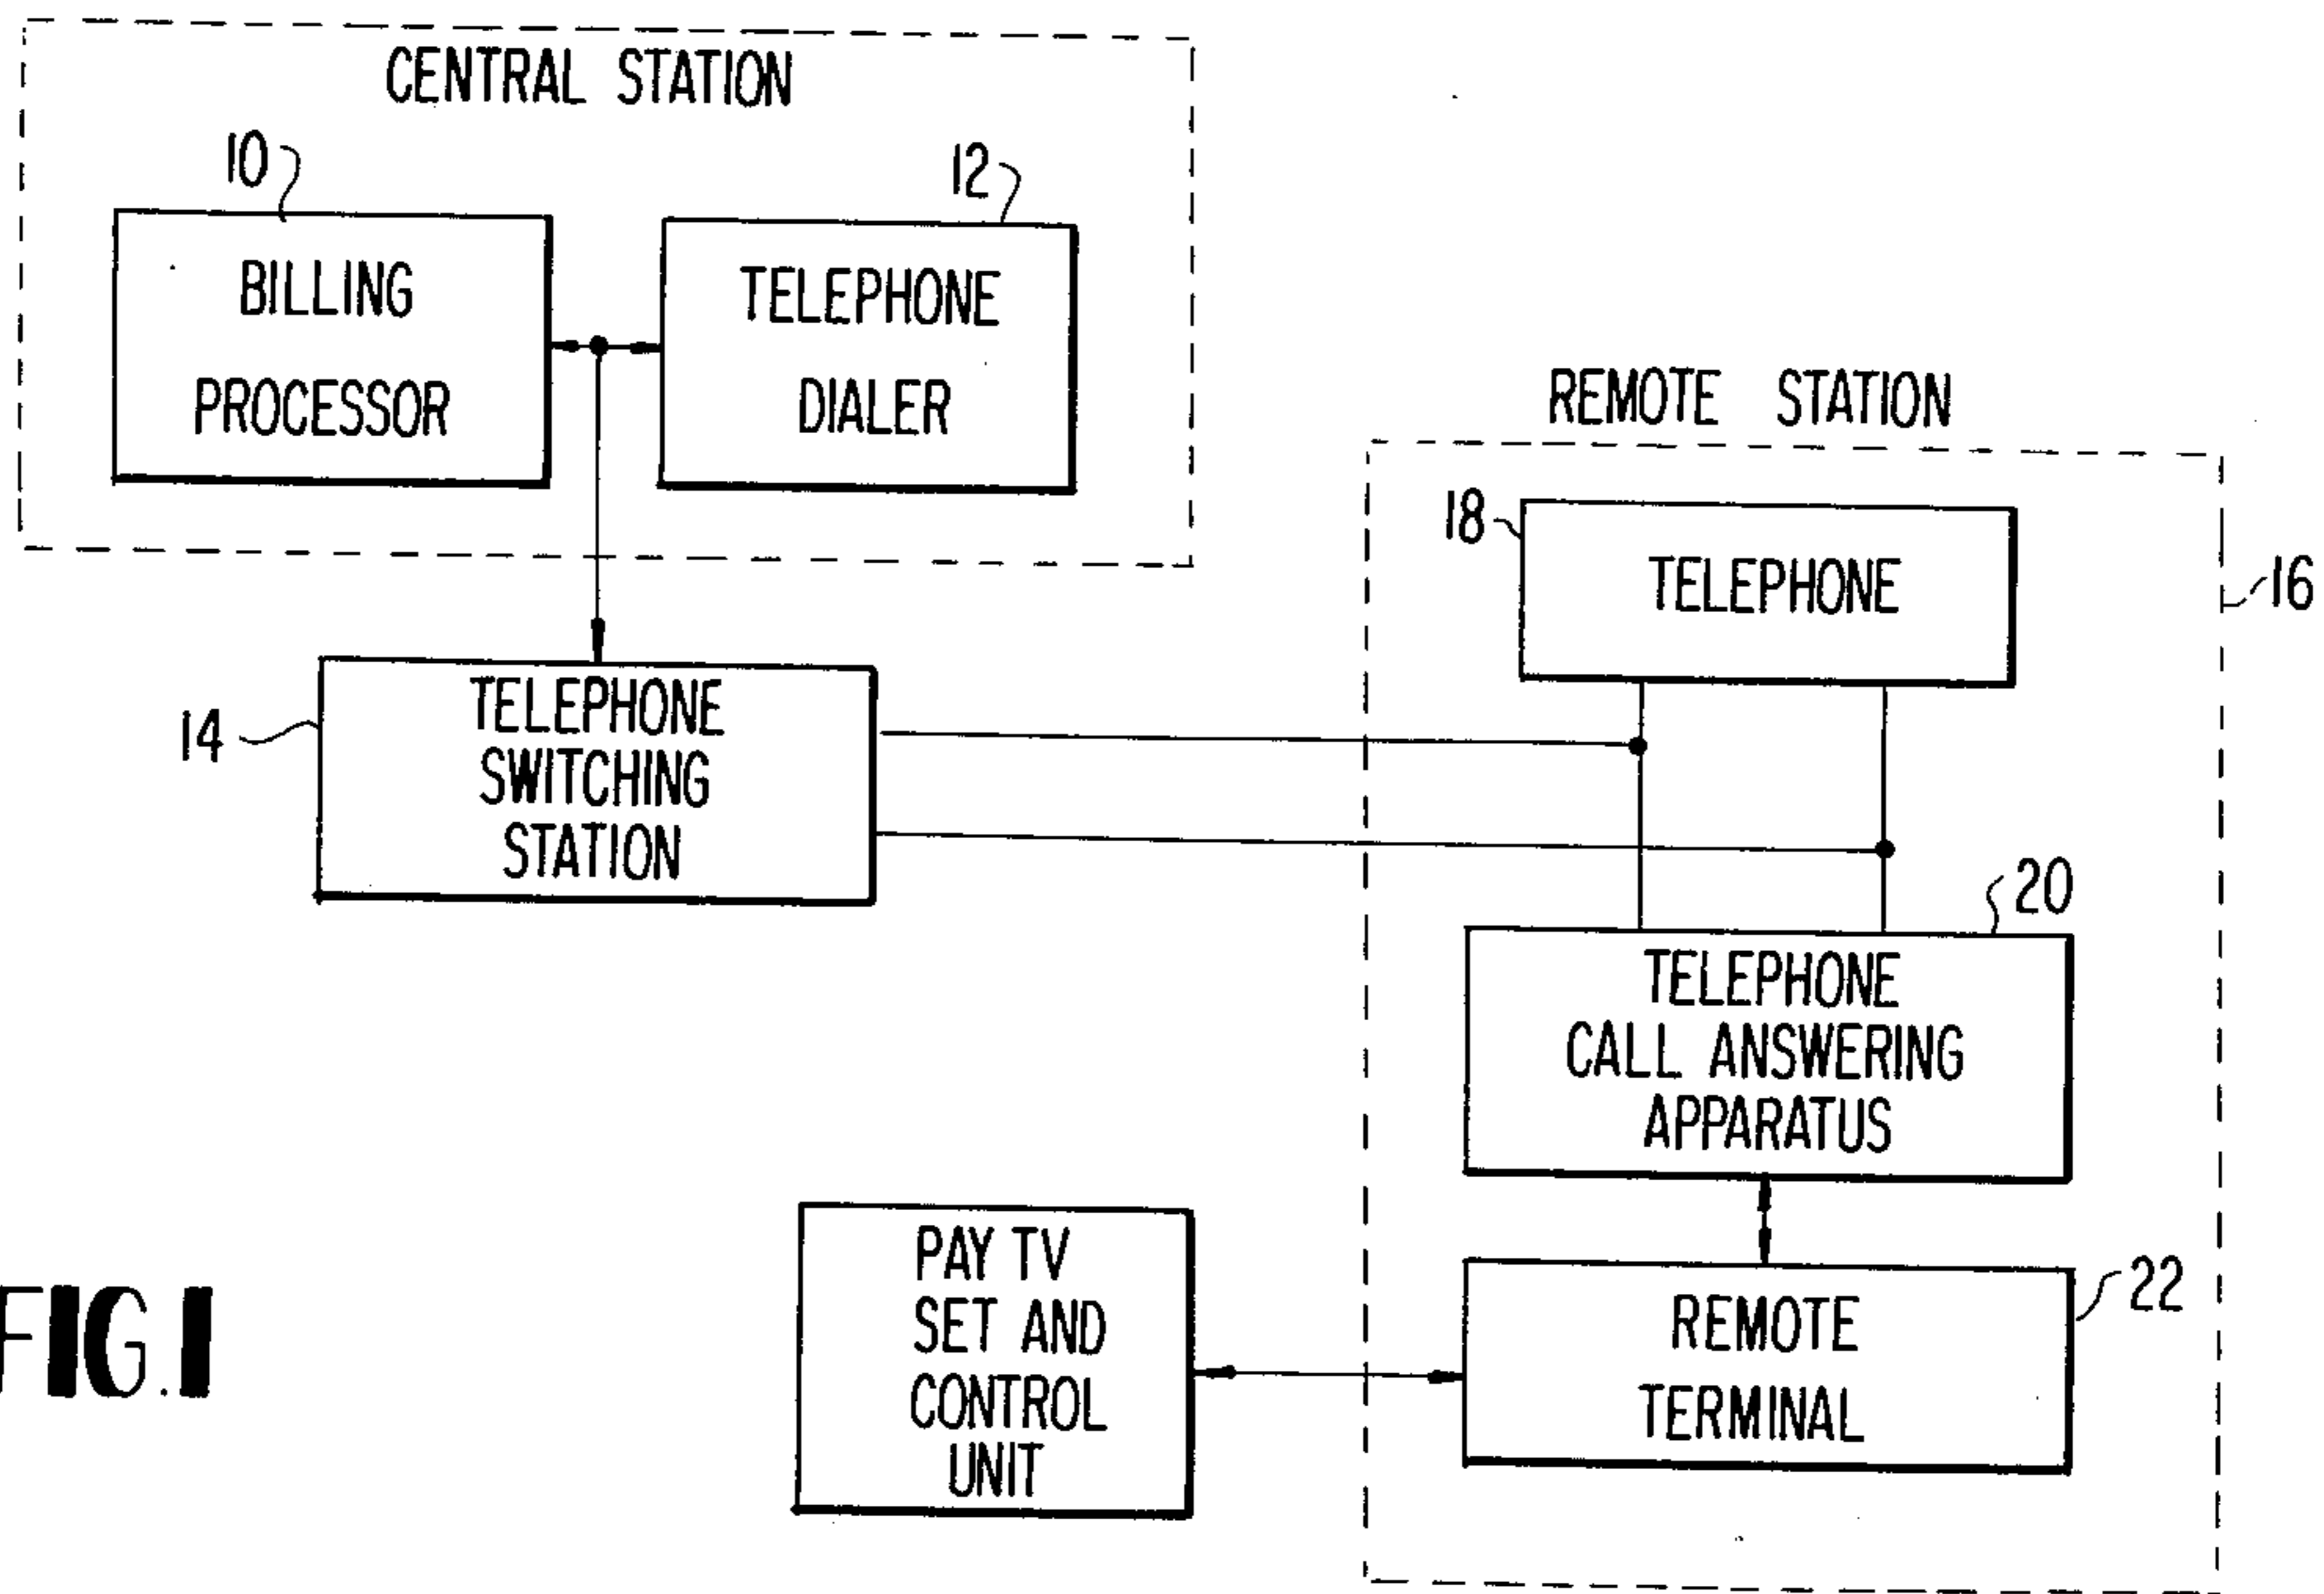 CENTRAL STATION
10
12
BILLING
PROCESSOR
TELEPHONE
DIALER
REMOTE STATION
18
TELEPHONE
16
14
TELEPHONE
SWITCHING
STATION
20
TELEPHONE
CALL ANSWERING
APPARATUS
PAY TV
SET AND
CONTROL
UNIT
22
REMOTE
TERMINAL
FIG.1